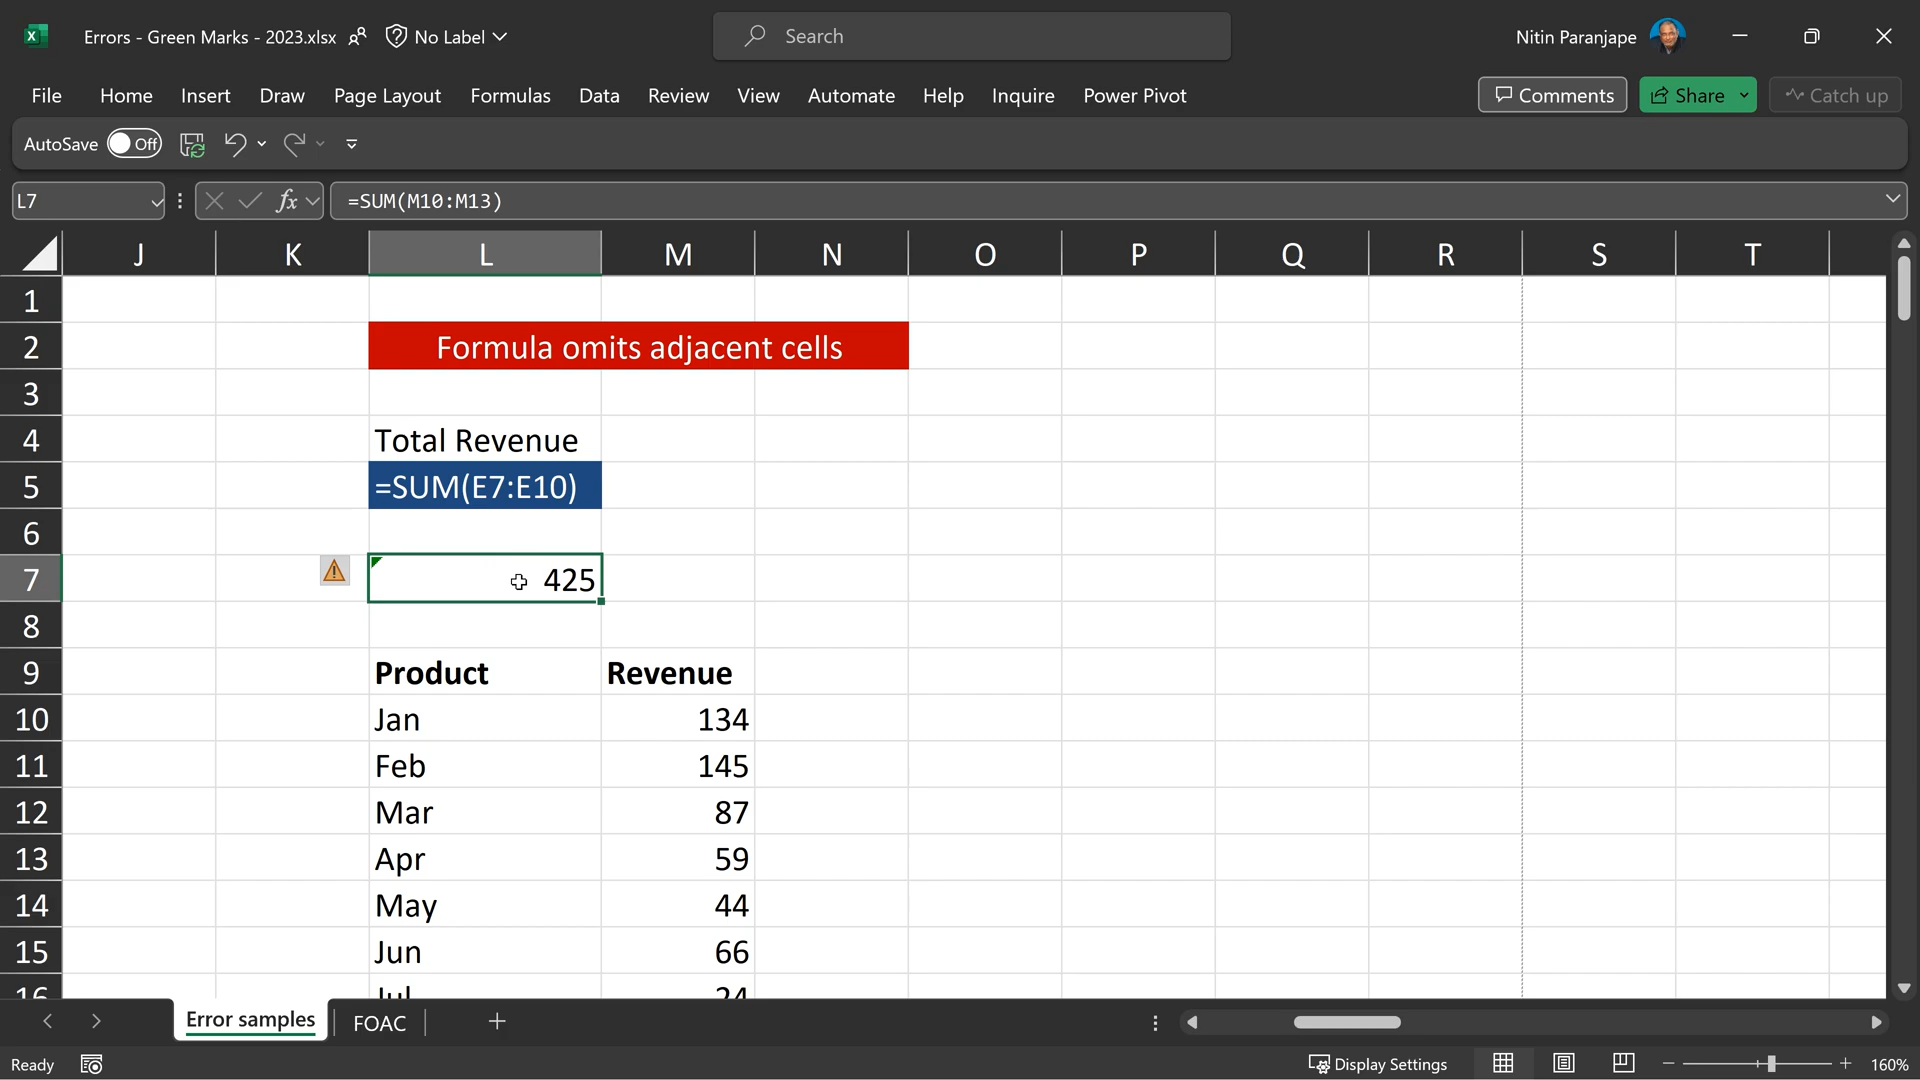 Errors - Green Marks - 2023.xlsx No Label Search Nitin Paranjape
File Home Insert Draw Page Layout Formulas Data Review View Automate Help Inquire Power Pivot Comments Share Catch up
AutoSave Off
L7 fx =SUM(M10:M13)
J K L M N O P Q R S T
1
2 Formula omits adjacent cells
3
4 Total Revenue
5 =SUM(E7:E10)
6
7 425
8
9 Product Revenue
10 Jan 134
11 Feb 145
12 Mar 87
13 Apr 59
14 May 44
15 Jun 66
16 Jul 24
Error samples FOAC
Ready Display Settings 160%